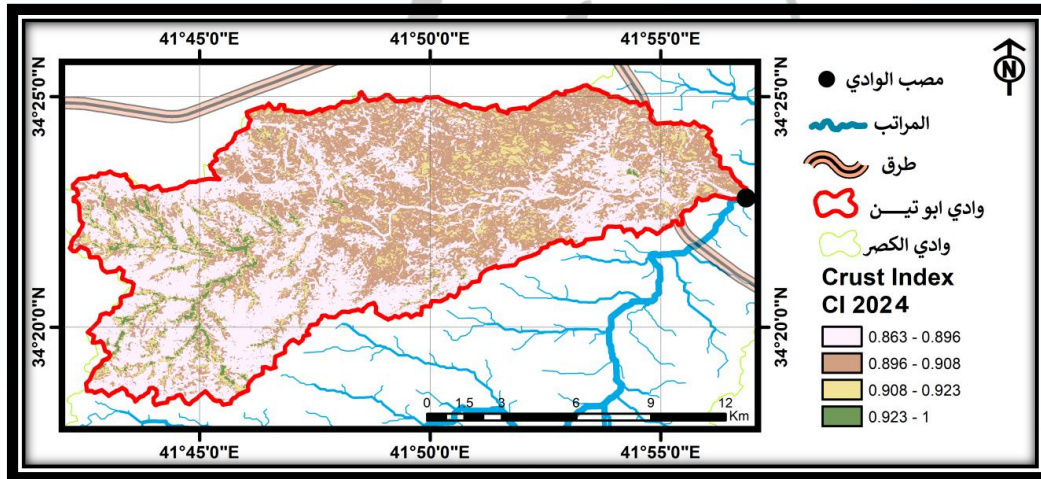 41°45'0"E
41°50'0"E
41°55'0"E
34°25'0"N
34°25'0"N
34°20'0"N
34°20'0"N
0 1.5 3 6 9 12
Km
41°45'0"E
41°50'0"E
41°55'0"E
N
مصب الوادي
المراتب
طرق
وادي ابو تيـــن
وادي الكصر
Crust Index
CI 2024
0.863 - 0.896
0.896 - 0.908
0.908 - 0.923
0.923 - 1